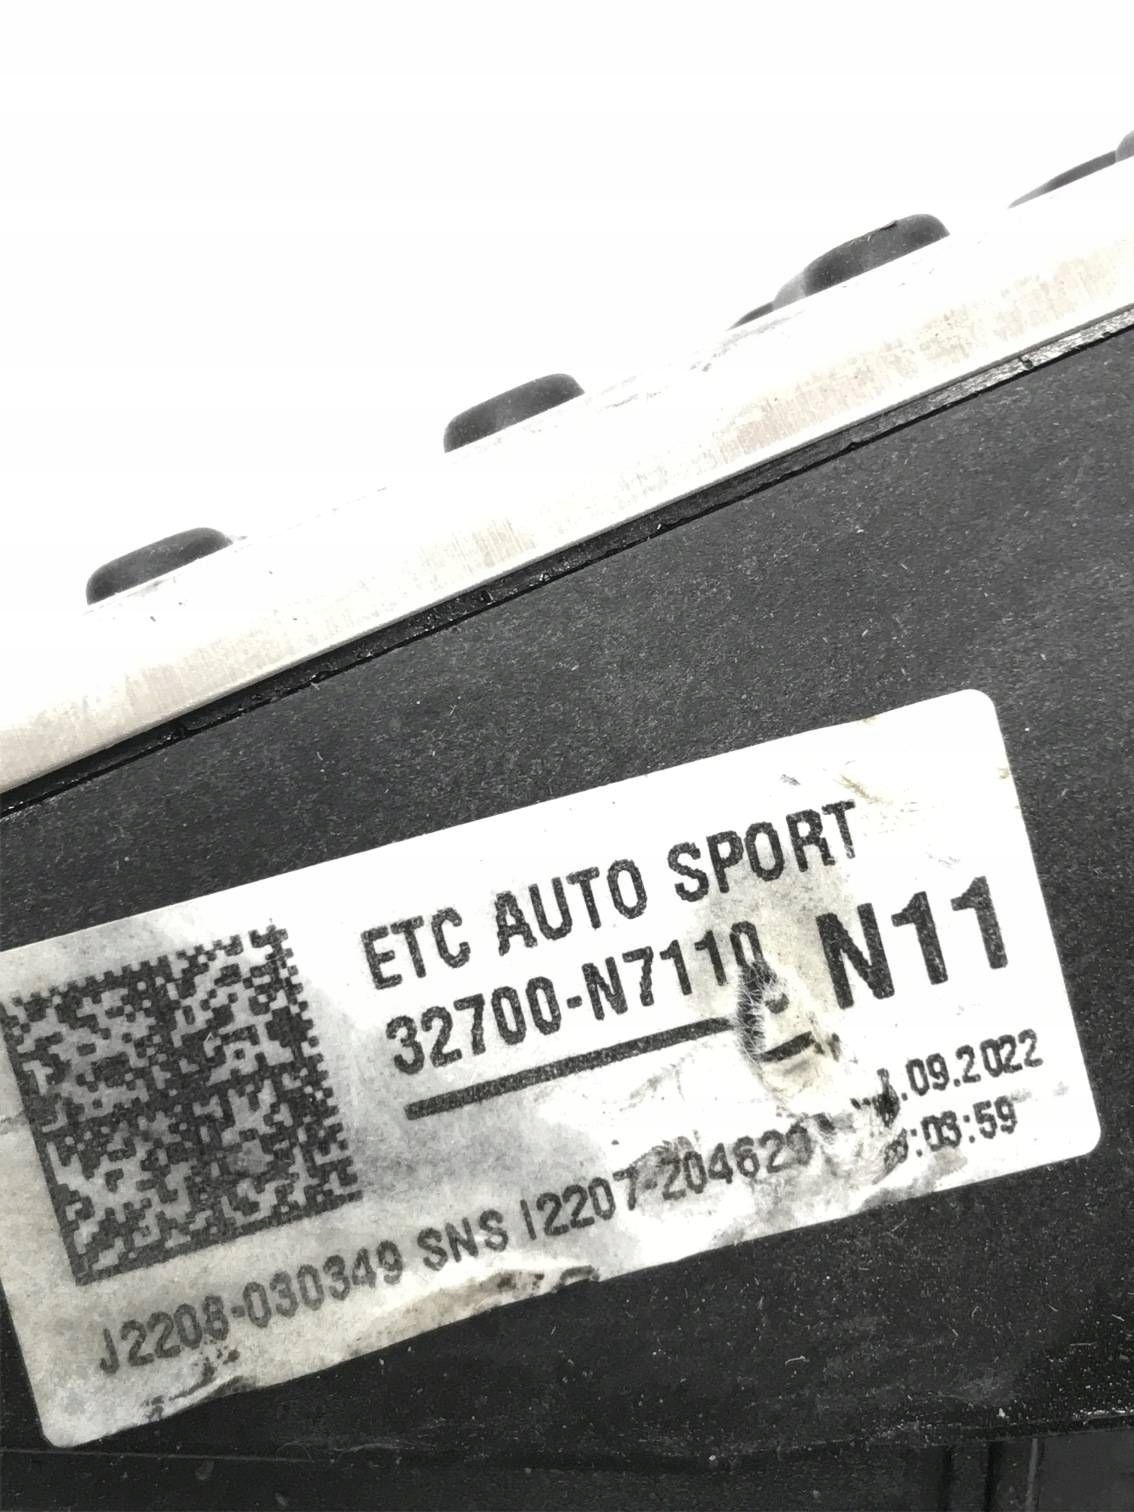 ETC AUTO SPORT
32700-N7110
N11
.09.2022
:03:59
J2208-030349 SNS I2207-204629